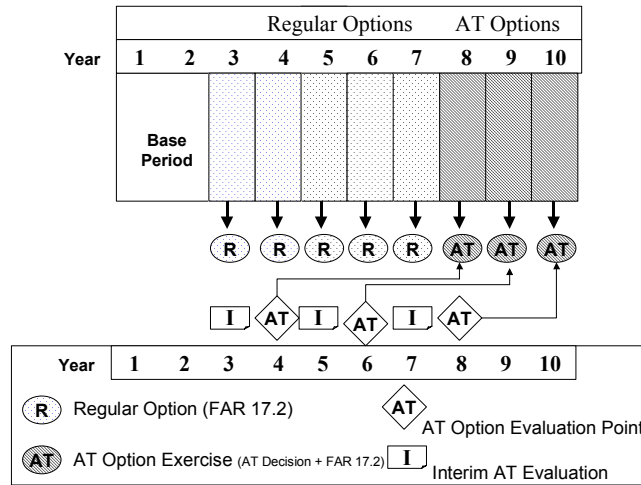 Regular Options AT Options
Year 1 2 3 4 5 6 7 8 9 10
Base
Period
R R R R R AT AT AT
I AT I AT I AT
Year 1 2 3 4 5 6 7 8 9 10
R Regular Option (FAR 17.2) AT AT Option Evaluation Point
AT AT Option Exercise (AT Decision + FAR 17.2) I Interim AT Evaluation